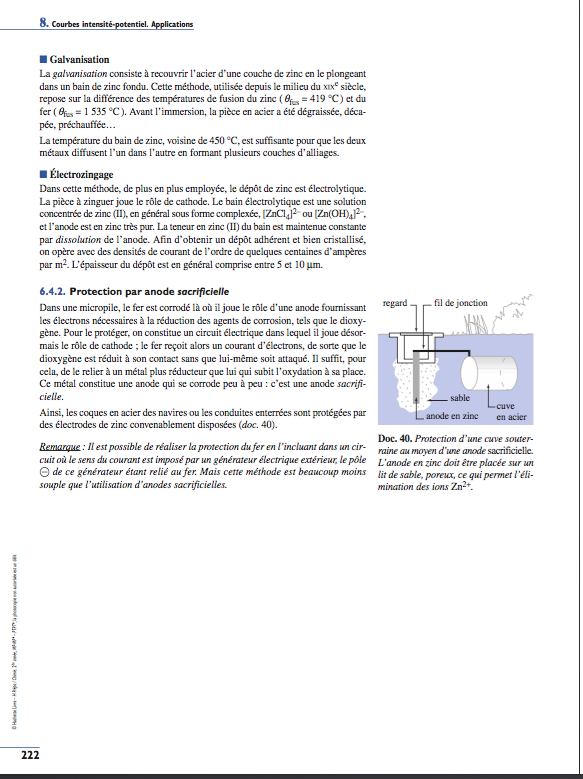 8. Courbes intensité-potentiel. Applications
Galvanisation
La galvanisation consiste à recouvrir l'acier d'une couche de zinc en le plongeant
dans un bain de zinc fondu. Cette méthode, utilisée depuis le milieu du XIXe siècle,
repose sur la différence des températures de fusion du zinc ( θfus = 419 °C) et du
fer ( θfus = 1 535 °C). Avant l'immersion, la pièce en acier a été dégraissée, déca-
pée, préchauffée…
La température du bain de zinc, voisine de 450 °C, est suffisante pour que les deux
métaux diffusent l'un dans l'autre en formant plusieurs couches d'alliages.
Électrozingage
Dans cette méthode, de plus en plus employée, le dépôt de zinc est électrolytique.
La pièce à zinguer joue le rôle de cathode. Le bain électrolytique est une solution
concentrée de zinc (II), en général sous forme complexée, [ZnCl4]2– ou [Zn(OH)4]2–,
et l'anode est en zinc très pur. La teneur en zinc (II) du bain est maintenue constante
par dissolution de l'anode. Afin d'obtenir un dépôt adhérent et bien cristallisé,
on opère avec des densités de courant de l'ordre de quelques centaines d'ampères
par m2. L'épaisseur du dépôt est en général comprise entre 5 et 10 µm.
6.4.2. Protection par anode sacrificielle
Dans une micropile, le fer est corrodé là où il joue le rôle d'une anode fournissant
les électrons nécessaires à la réduction des agents de corrosion, tels que le dioxy-
gène. Pour le protéger, on constitue un circuit électrique dans lequel il joue désor-
mais le rôle de cathode ; le fer reçoit alors un courant d'électrons, de sorte que le
dioxygène est réduit à son contact sans que lui-même soit attaqué. Il suffit, pour
cela, de le relier à un métal plus réducteur que lui qui subit l'oxydation à sa place.
Ce métal constitue une anode qui se corrode peu à peu : c'est une anode sacrifi-
cielle.
Ainsi, les coques en acier des navires ou les conduites enterrées sont protégées par
des électrodes de zinc convenablement disposées (doc. 40).
Remarque : Il est possible de réaliser la protection du fer en l'incluant dans un cir-
cuit où le sens du courant est imposé par un générateur électrique extérieur, le pôle
⊖ de ce générateur étant relié au fer. Mais cette méthode est beaucoup moins
souple que l'utilisation d'anodes sacrificielles.
regard
fil de jonction
sable
anode en zinc
cuve
en acier
Doc. 40. Protection d'une cuve souter-
raine au moyen d'une anode sacrificielle.
L'anode en zinc doit être placée sur un
lit de sable, poreux, ce qui permet l'éli-
mination des ions Zn2+.
222